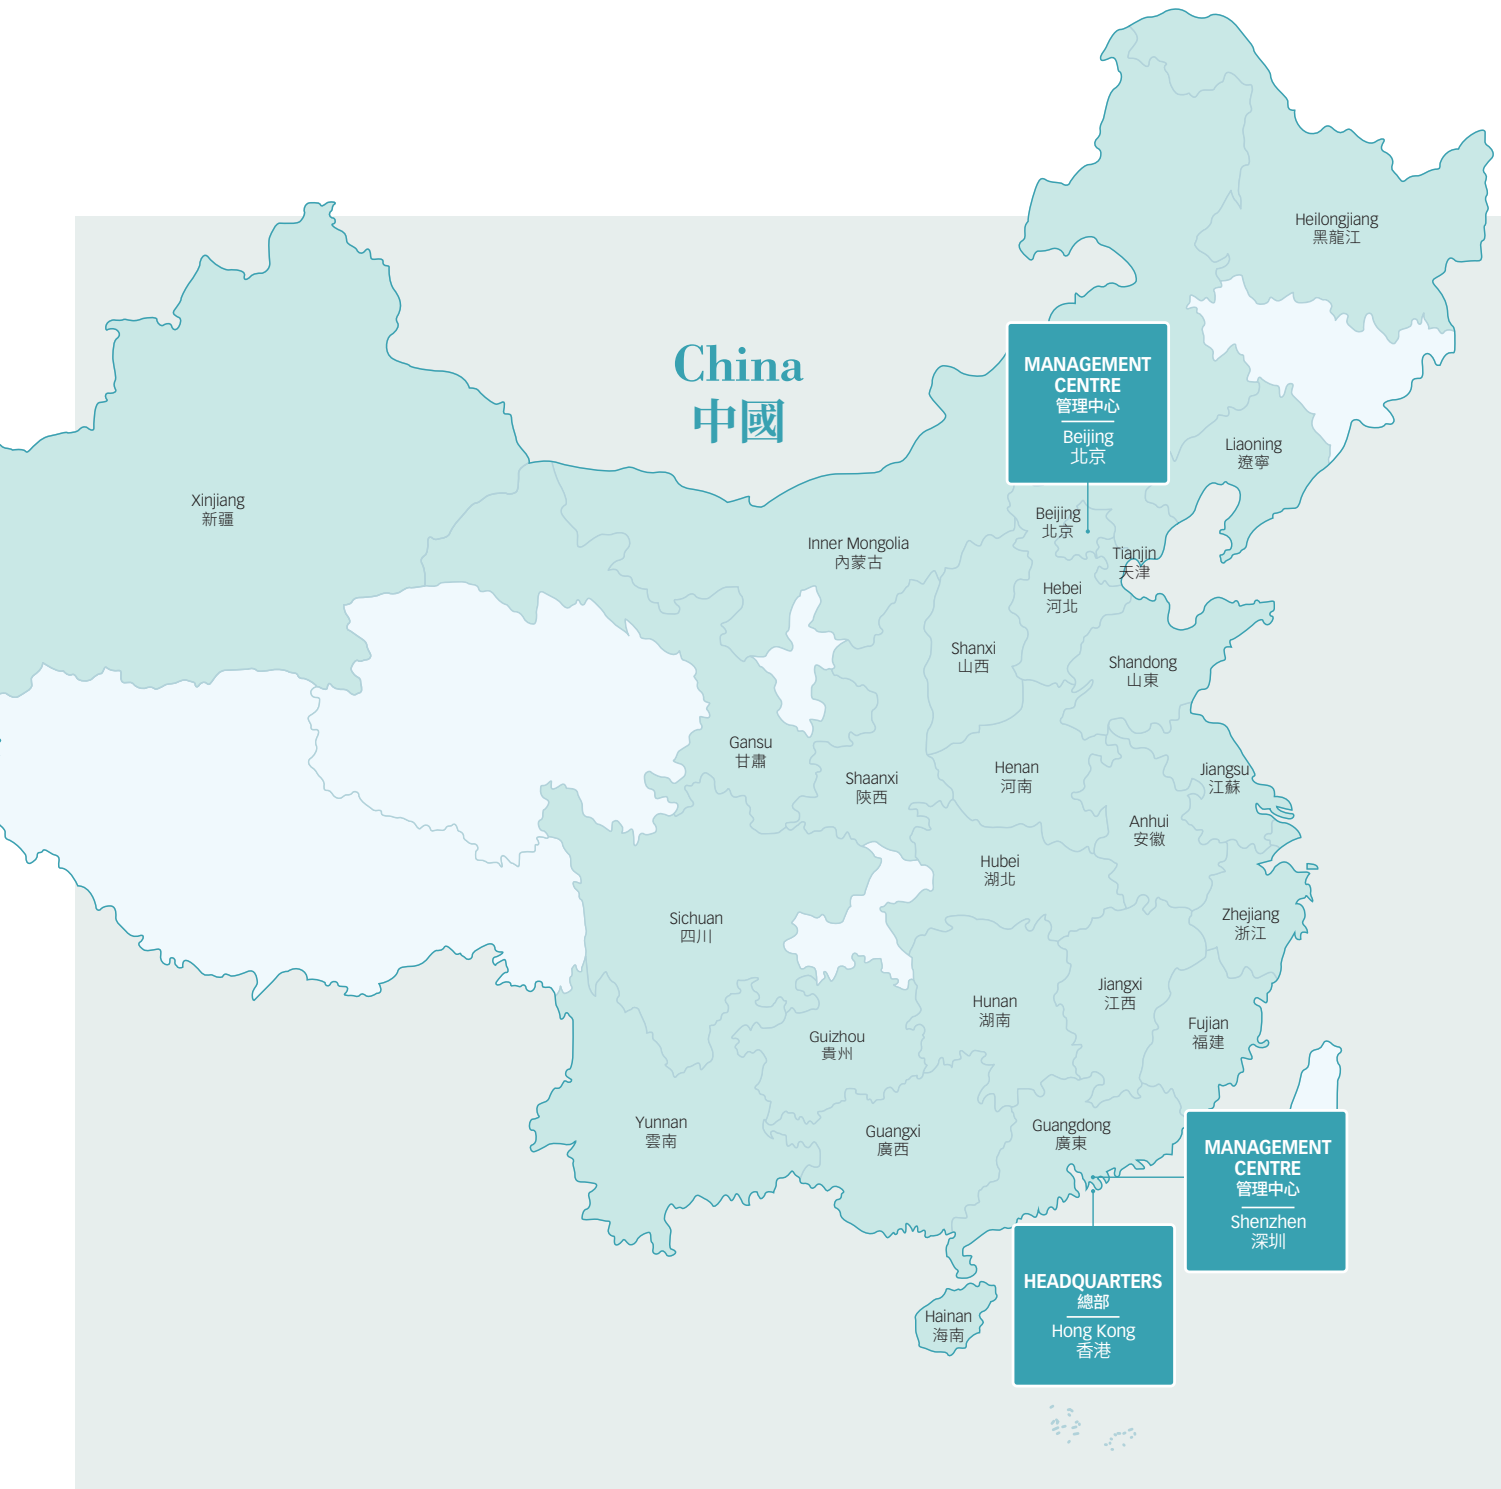 Heilongjiang
黑龍江
China
中國
MANAGEMENT
CENTRE
管理中心
Beijing
北京
Liaoning
遼寧
Xinjiang
新疆
Beijing
北京
Inner Mongolia
內蒙古
Tianjin
天津
Hebei
河北
Shanxi
山西
Shandong
山東
Gansu
甘肅
Shaanxi
陝西
Henan
河南
Jiangsu
江蘇
Anhui
安徽
Hubei
湖北
Sichuan
四川
Zhejiang
浙江
Jiangxi
江西
Hunan
湖南
Fujian
福建
Guizhou
貴州
Yunnan
雲南
Guangxi
廣西
Guangdong
廣東
MANAGEMENT
CENTRE
管理中心
Shenzhen
深圳
HEADQUARTERS
總部
Hong Kong
香港
Hainan
海南